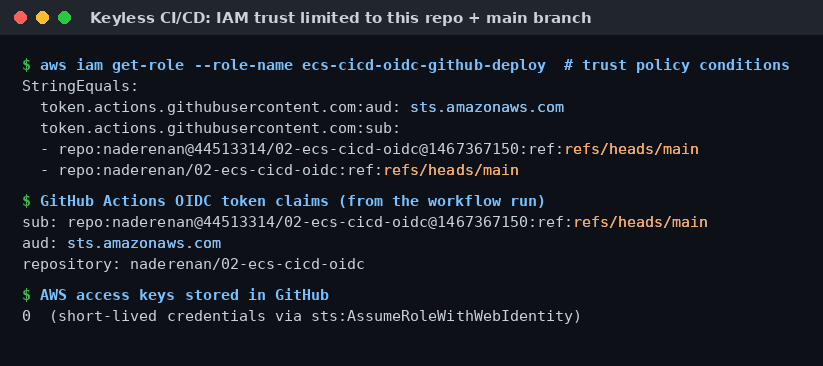 Keyless CI/CD: IAM trust limited to this repo + main branch
$ aws iam get-role --role-name ecs-cicd-oidc-github-deploy  # trust policy conditions
StringEquals:
  token.actions.githubusercontent.com:aud: sts.amazonaws.com
  token.actions.githubusercontent.com:sub:
  - repo:naderenan@44513314/02-ecs-cicd-oidc@1467367150:ref:refs/heads/main
  - repo:naderenan/02-ecs-cicd-oidc:ref:refs/heads/main
$ GitHub Actions OIDC token claims (from the workflow run)
sub: repo:naderenan@44513314/02-ecs-cicd-oidc@1467367150:ref:refs/heads/main
aud: sts.amazonaws.com
repository: naderenan/02-ecs-cicd-oidc
$ AWS access keys stored in GitHub
0  (short-lived credentials via sts:AssumeRoleWithWebIdentity)